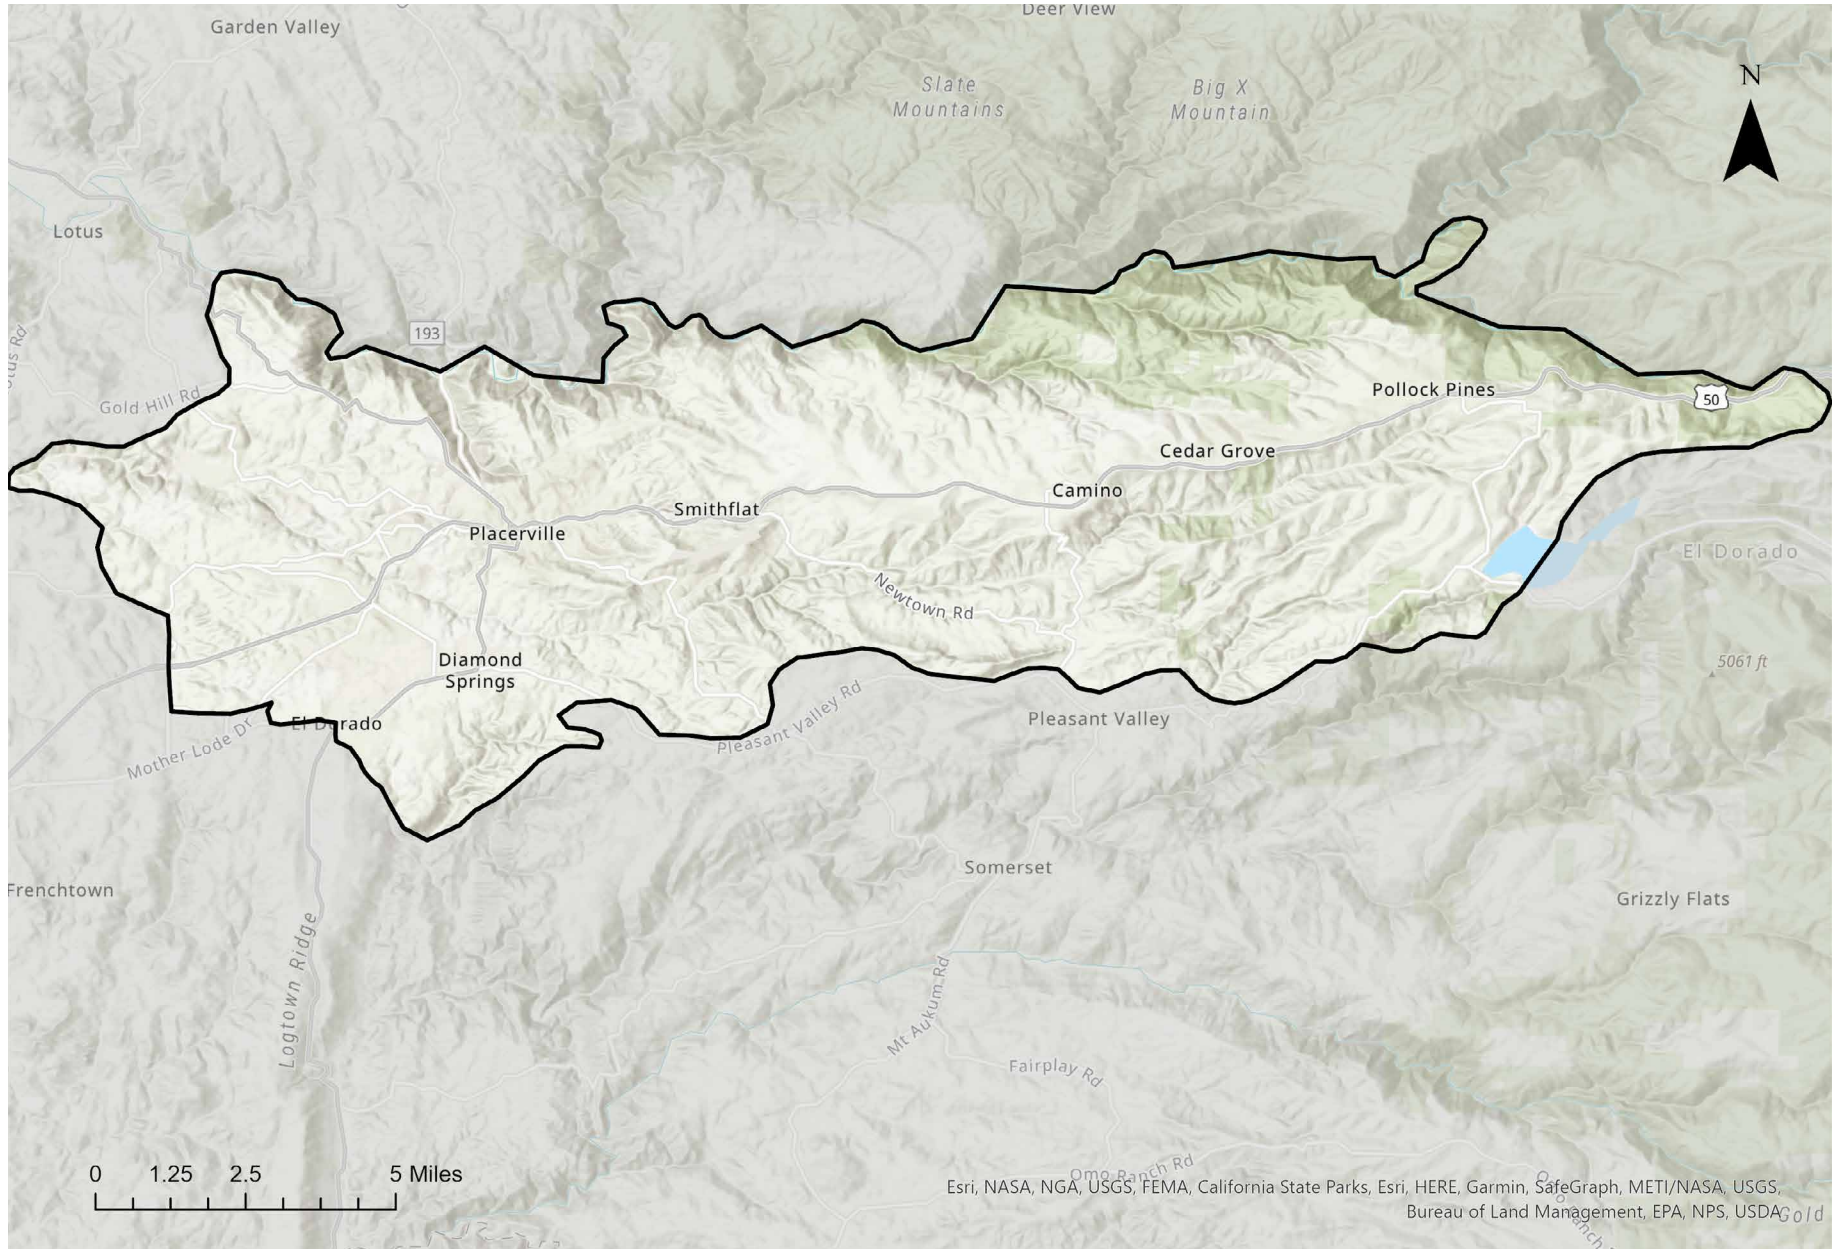 Deer View
Garden Valley
Slate
Mountains
Big X
Mountain
N
Lotus
193
Gold Hill Rd
Pollock Pines
50
Cedar Grove
Camino
Smithflat
Placerville
El Dorado
Newtown Rd
Diamond
Springs
5061 ft
El Dorado
Pleasant Valley
Pleasant Valley Rd
Mother Lode Dr
Somerset
Frenchtown
Grizzly Flats
Logtown Ridge
Mt Aukum Rd
Fairplay Rd
Omo Ranch Rd
0 1.25 2.5 5 Miles
Esri, NASA, NGA, USGS, FEMA, California State Parks, Esri, HERE, Garmin, SafeGraph, METI/NASA, USGS,
Bureau of Land Management, EPA, NPS, USDA
Gold